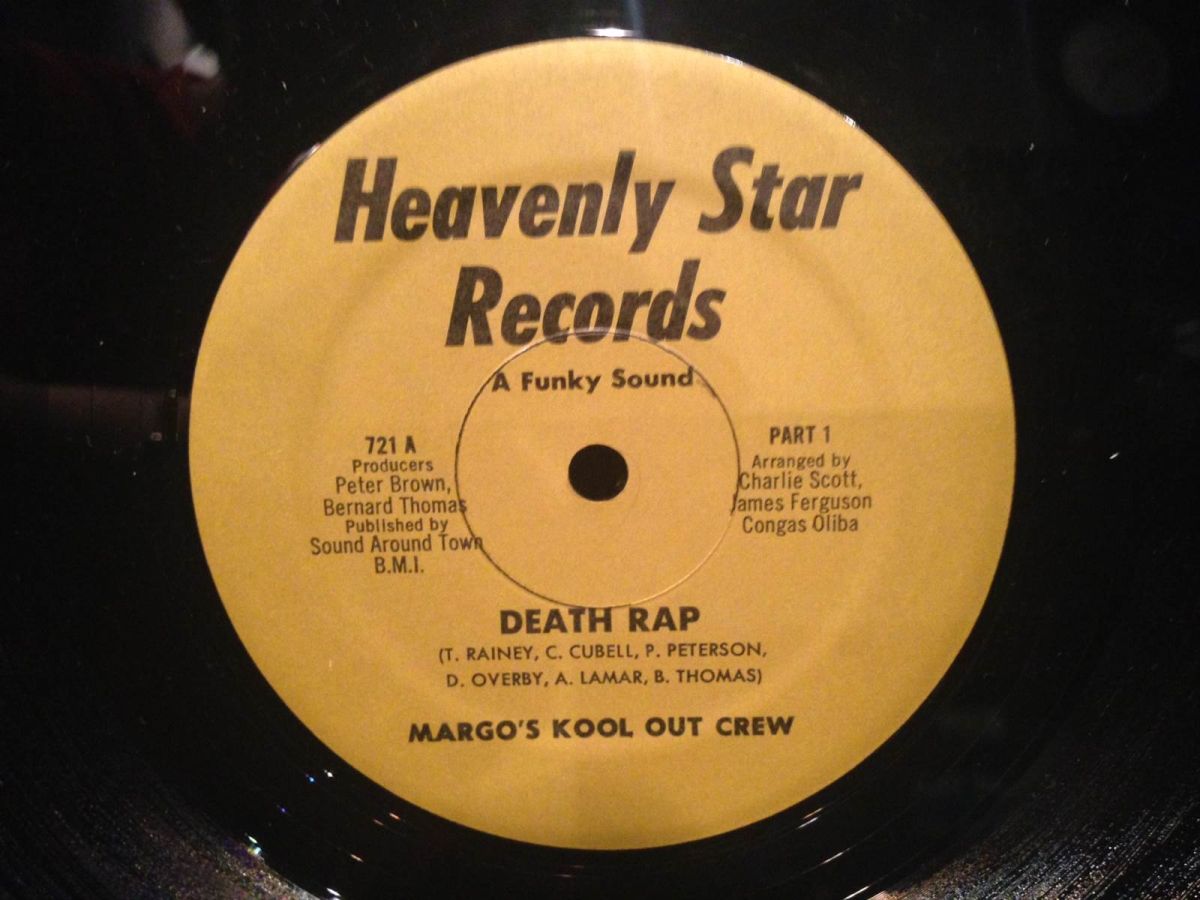 Heavenly Star
Records
A Funky Sound
721 A
Producers
Peter Brown,
Bernard Thomas
Published by
Sound Around Town
B.M.I.
PART 1
Arranged by
Charlie Scott,
James Ferguson
Congas Oliba
DEATH RAP
(T. RAINEY, C. CUBELL, P. PETERSON,
D. OVERBY, A. LAMAR, B. THOMAS)
MARGO'S KOOL OUT CREW